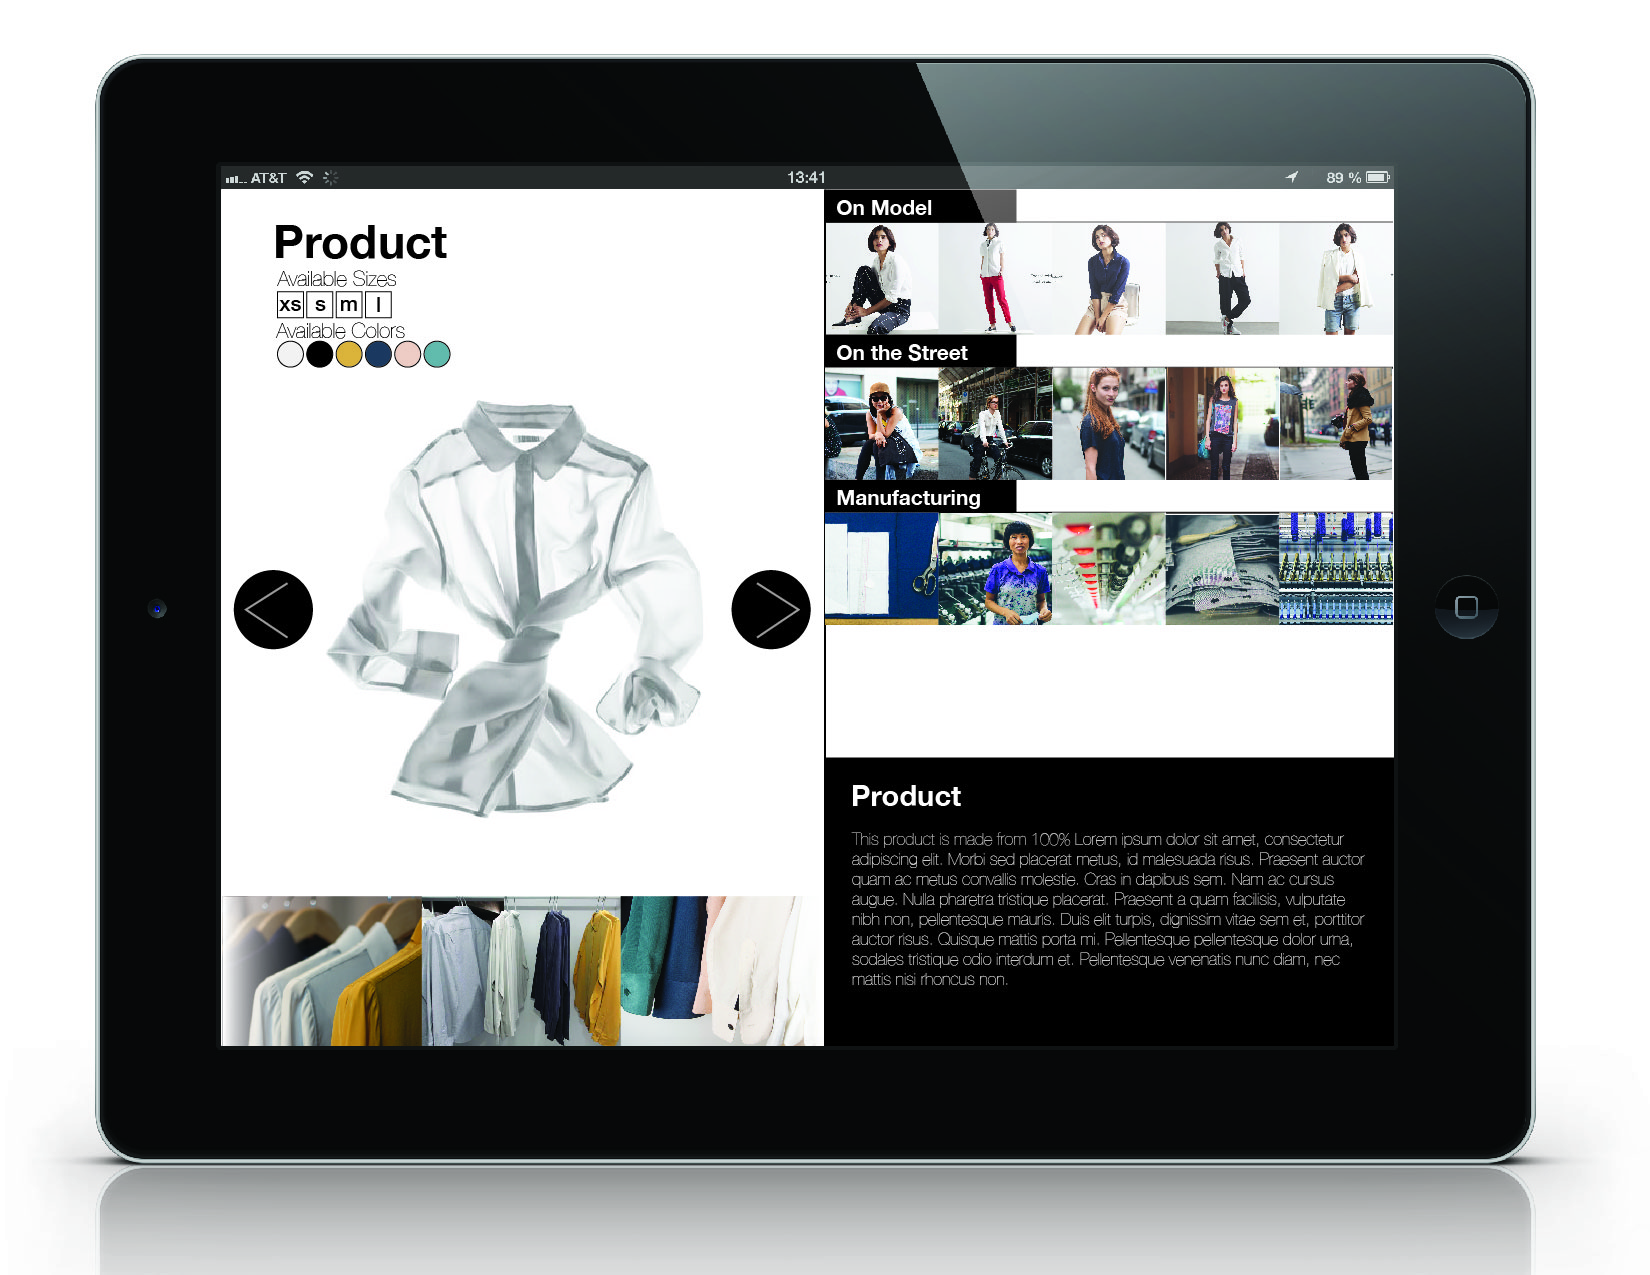 AT&T
13:41
89 %
Product
Available Sizes
xs s m l
Available Colors
On Model
On the Street
Manufacturing
Product
This product is made from 100% Lorem ipsum dolor sit amet, consectetur
adipiscing elit. Morbi sed placerat metus, id malesuada risus. Praesent auctor
quam ac metus convallis molestie. Cras in dapibus sem. Nam ac cursus
augue. Nulla pharetra tristique placerat. Praesent a quam facilisis, vulputate
nibh non, pellentesque mauris. Duis elit turpis, dignissim vitae sem et, porttitor
auctor risus. Quisque mattis porta mi. Pellentesque pellentesque dolor urna,
sodales tristique odio interdum et. Pellentesque venenatis nunc diam, nec
mattis nisi rhoncus non.